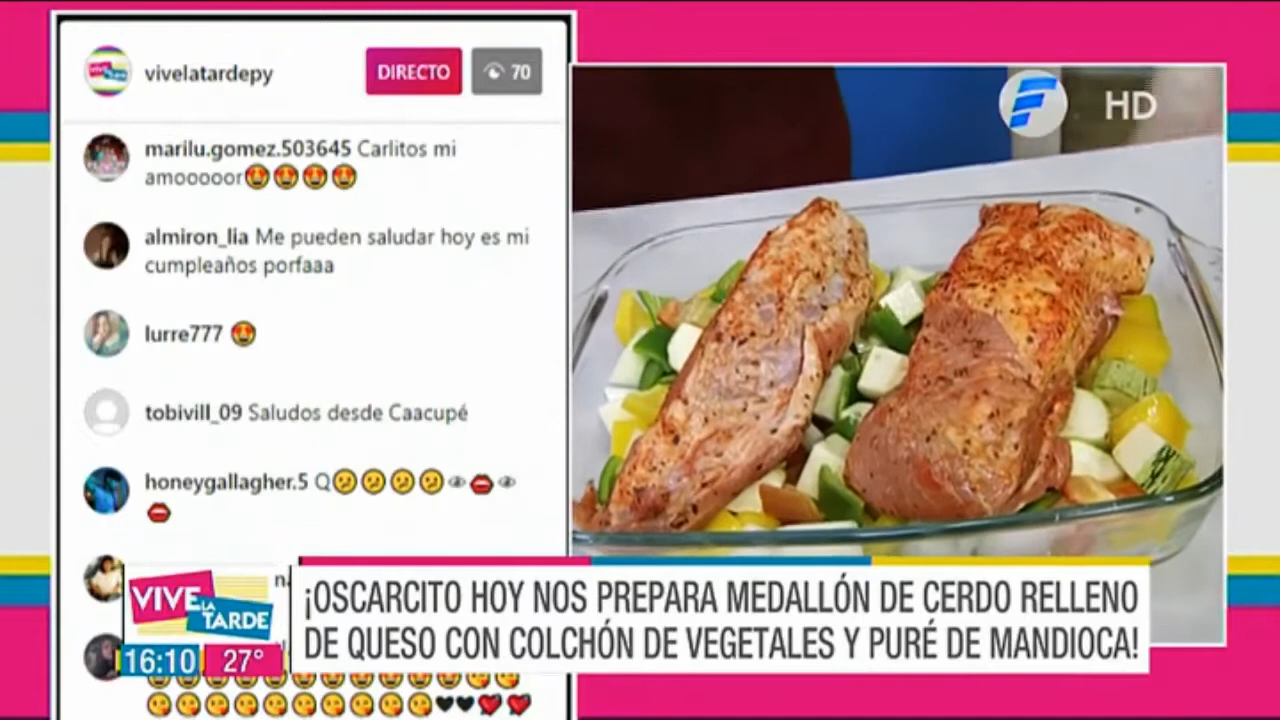 vivelatardepy
DIRECTO
70
marilu.gomez.503645 Carlitos mi
amooooor😍😍😍😍
almiron_lia Me pueden saludar hoy es mi
cumpleaños porfaaa
lurre777 😍
tobivill_09 Saludos desde Caacupé
honeygallagher.5 Q😕😕😕😕👁👄👁
👄
HD
VIVE
LA
TARDE
16:10 27°
¡OSCARCITO HOY NOS PREPARA MEDALLÓN DE CERDO RELLENO
DE QUESO CON COLCHÓN DE VEGETALES Y PURÉ DE MANDIOCA!